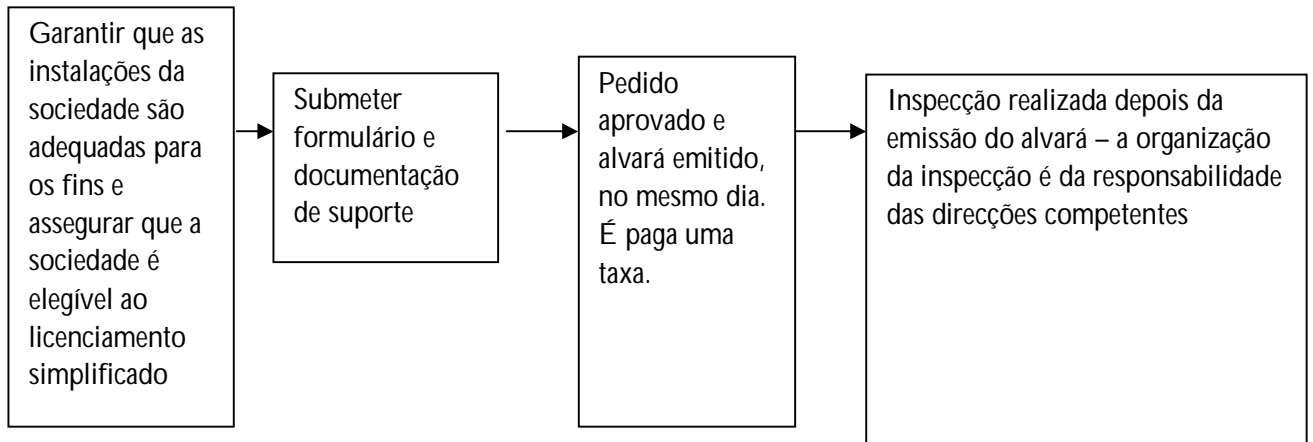 Garantir que as
instalações da
sociedade são
adequadas para
os fins e
assegurar que a
sociedade é
elegível ao
licenciamento
simplificado
Submeter
formulário e
documentação
de suporte
Pedido
aprovado e
alvará emitido,
no mesmo dia.
É paga uma
taxa.
Inspecção realizada depois da
emissão do alvará – a organização
da inspecção é da responsabilidade
das direcções competentes